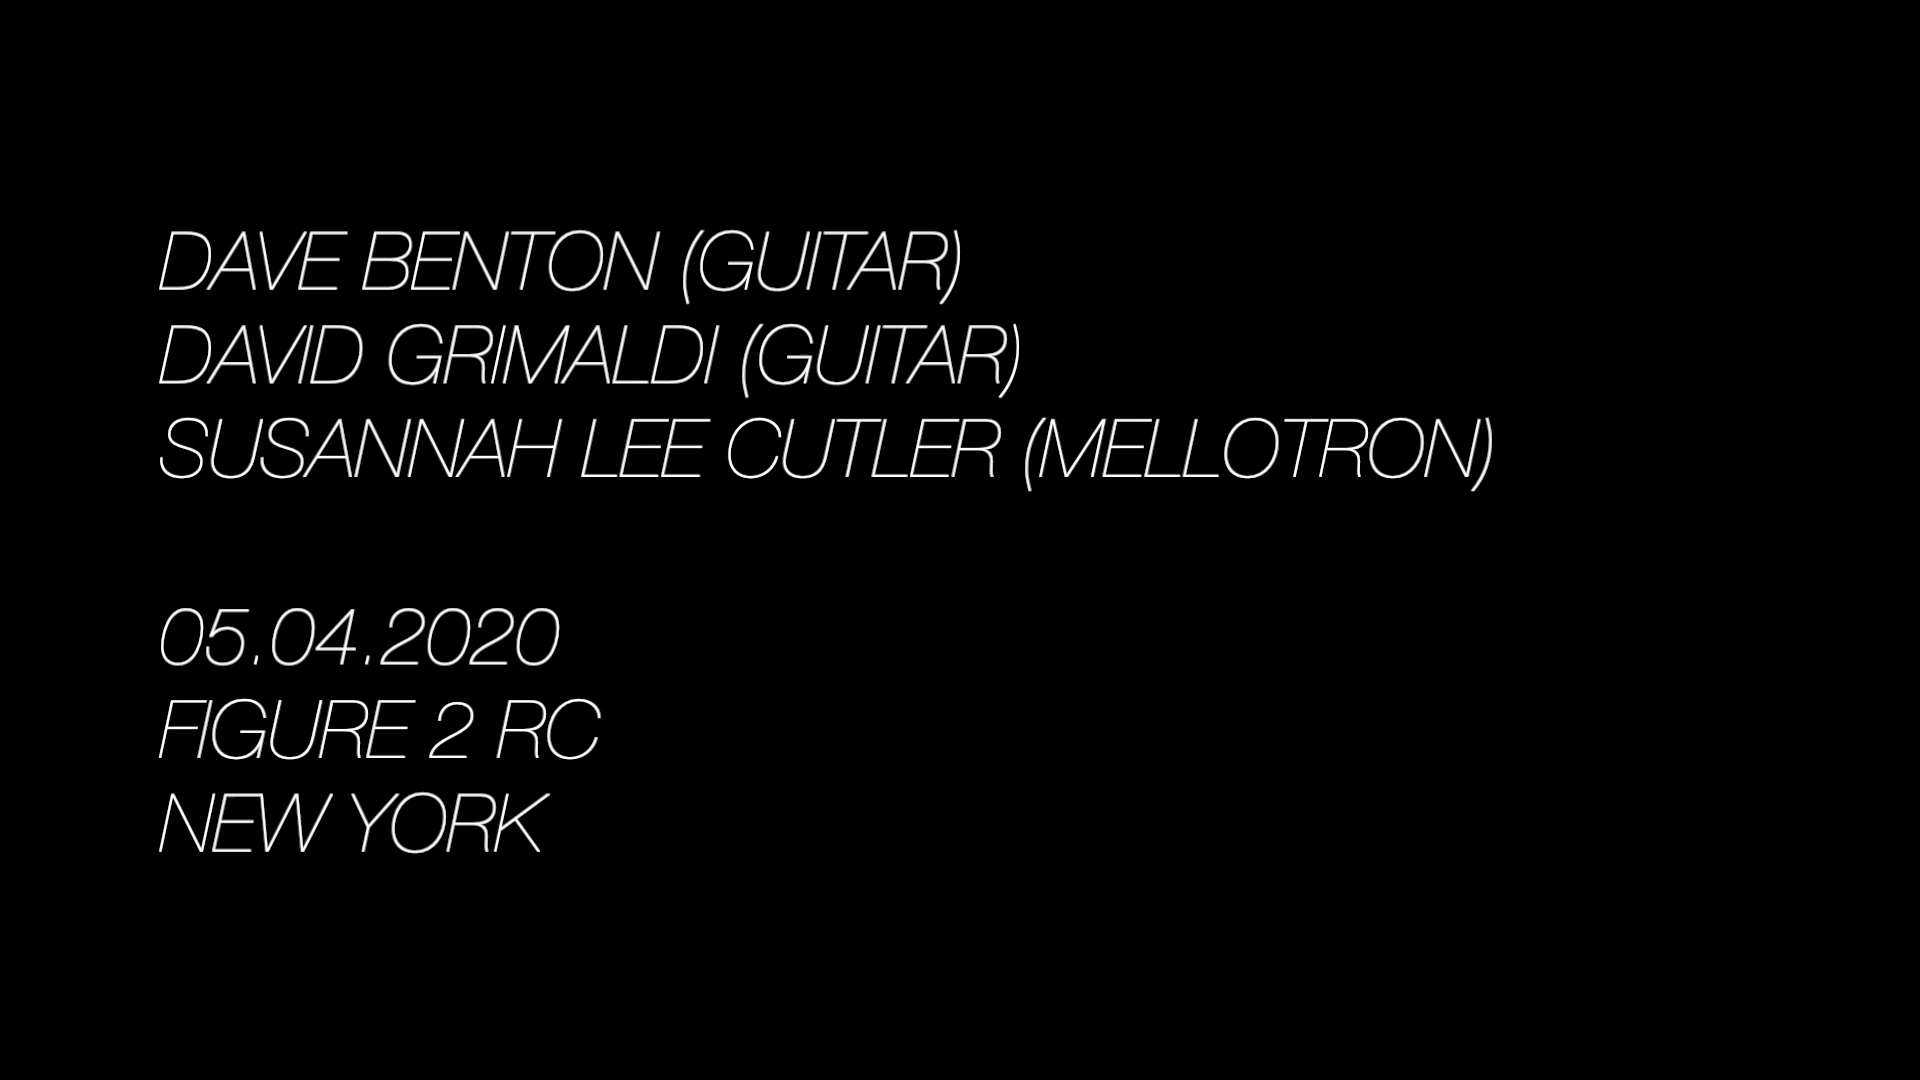 DAVE BENTON (GUITAR)
DAVID GRIMALDI (GUITAR)
SUSANNAH LEE CUTLER (MELLOTRON)
05.04.2020
FIGURE 2 RC
NEW YORK